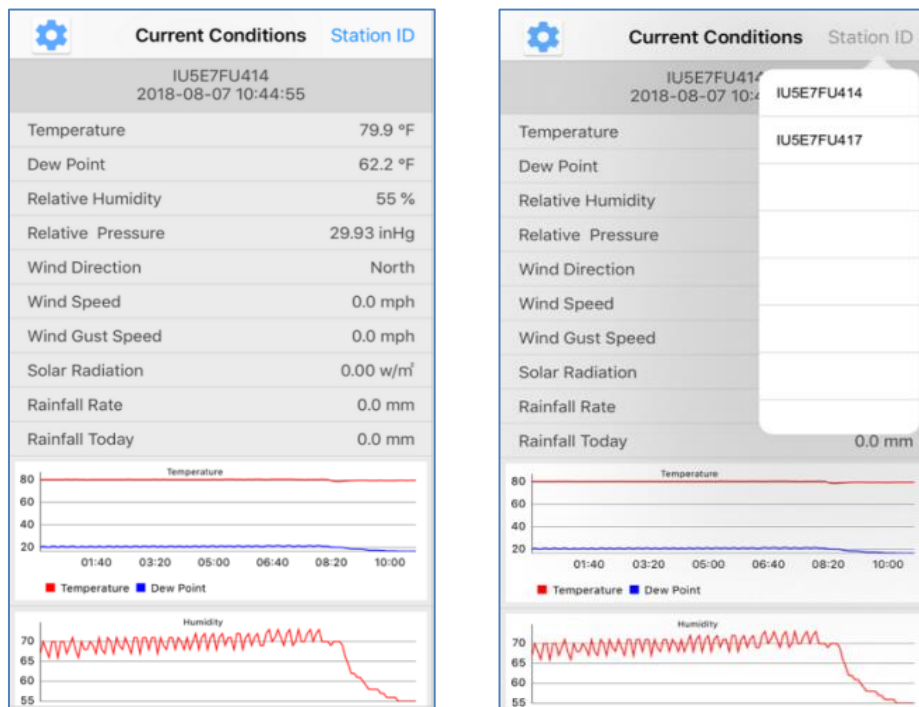 Current Conditions Station ID
IU5E7FU414
2018-08-07 10:44:55
Temperature 79.9 °F
Dew Point 62.2 °F
Relative Humidity 55 %
Relative Pressure 29.93 inHg
Wind Direction North
Wind Speed 0.0 mph
Wind Gust Speed 0.0 mph
Solar Radiation 0.00 w/㎡
Rainfall Rate 0.0 mm
Rainfall Today 0.0 mm
Temperature
80
60
40
20
01:40 03:20 05:00 06:40 08:20 10:00
Temperature Dew Point
Humidity
70
65
60
55
Current Conditions Station ID
IU5E7FU414
2018-08-07 10:4
IU5E7FU414
IU5E7FU417
Temperature
Dew Point
Relative Humidity
Relative Pressure
Wind Direction
Wind Speed
Wind Gust Speed
Solar Radiation
Rainfall Rate
Rainfall Today 0.0 mm
Temperature
80
60
40
20
01:40 03:20 05:00 06:40 08:20 10:00
Temperature Dew Point
Humidity
70
65
60
55